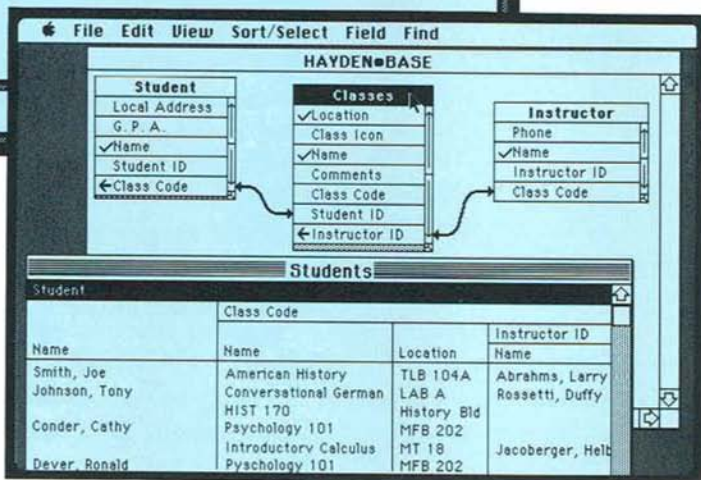 File Edit View Sort/Select Field Find
HAYDEN●BASE
Student
Local Address
G.P.A.
✓Name
Student ID
←Class Code
Classes
✓Location
Class Icon
✓Name
Comments
Class Code
Student ID
←Instructor ID
Instructor
Phone
✓Name
Instructor ID
Class Code
Students
Student
Class Code
Instructor ID
Name Name Location Name
Smith, Joe American History TLB 104A Abrahms, Larry
Johnson, Tony Conversational German LAB A Rossetti, Duffy
HIST 170 History Bld
Conder, Cathy Psychology 101 MFB 202
Introductory Calculus MT 18 Jacoberger, Helb
Dever, Ronald Pyschology 101 MFB 202